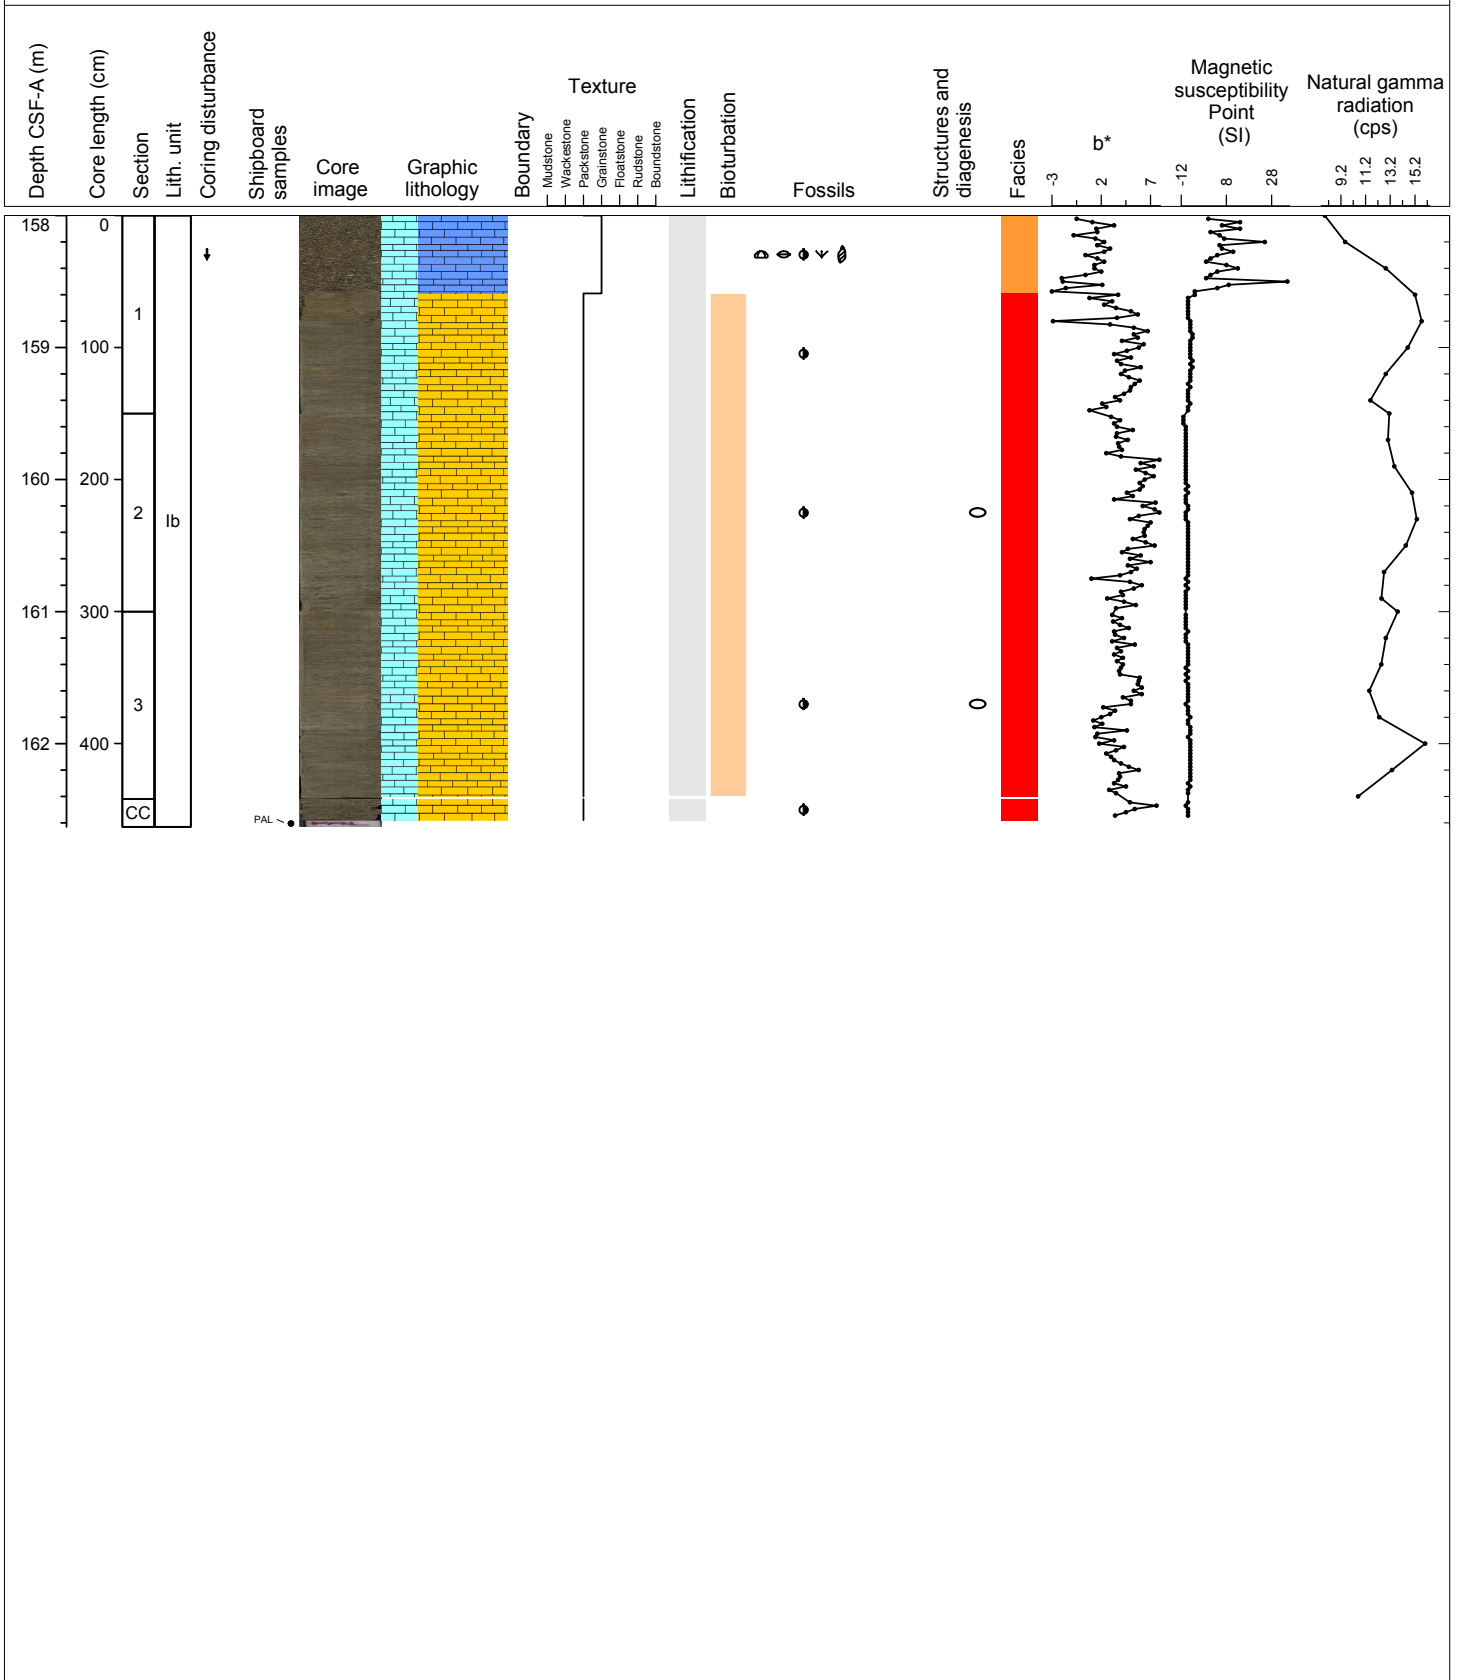 Depth CSF-A (m)
Core length (cm)
Section
Lith. unit
Coring disturbance
Shipboard
samples
Core
image
Graphic
lithology
Boundary
Texture
Mudstone
Wackestone
Packstone
Grainstone
Floatstone
Rudstone
Boundstone
Lithification
Bioturbation
Fossils
Structures and
diagenesis
Facies
b*
-3 2 7
Magnetic
susceptibility
Point
(SI)
-12 8 28
Natural gamma
radiation
(cps)
9.2 11.2 13.2 15.2
158 0
1
159 100
160 200
2
Ib
161 300
3
162 400
CC
PAL